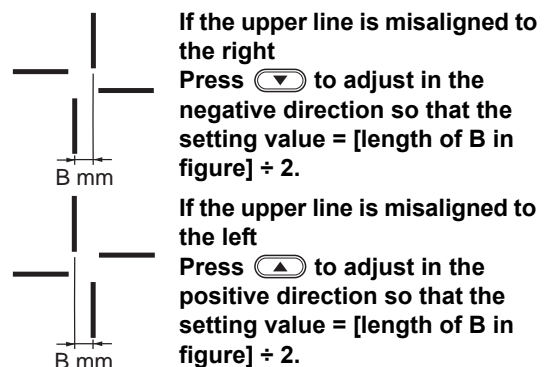 If the upper line is misaligned to
the right
Press ▼ to adjust in the
negative direction so that the
setting value = [length of B in
figure] ÷ 2.
B mm
If the upper line is misaligned to
the left
Press ▲ to adjust in the
positive direction so that the
setting value = [length of B in
figure] ÷ 2.
B mm